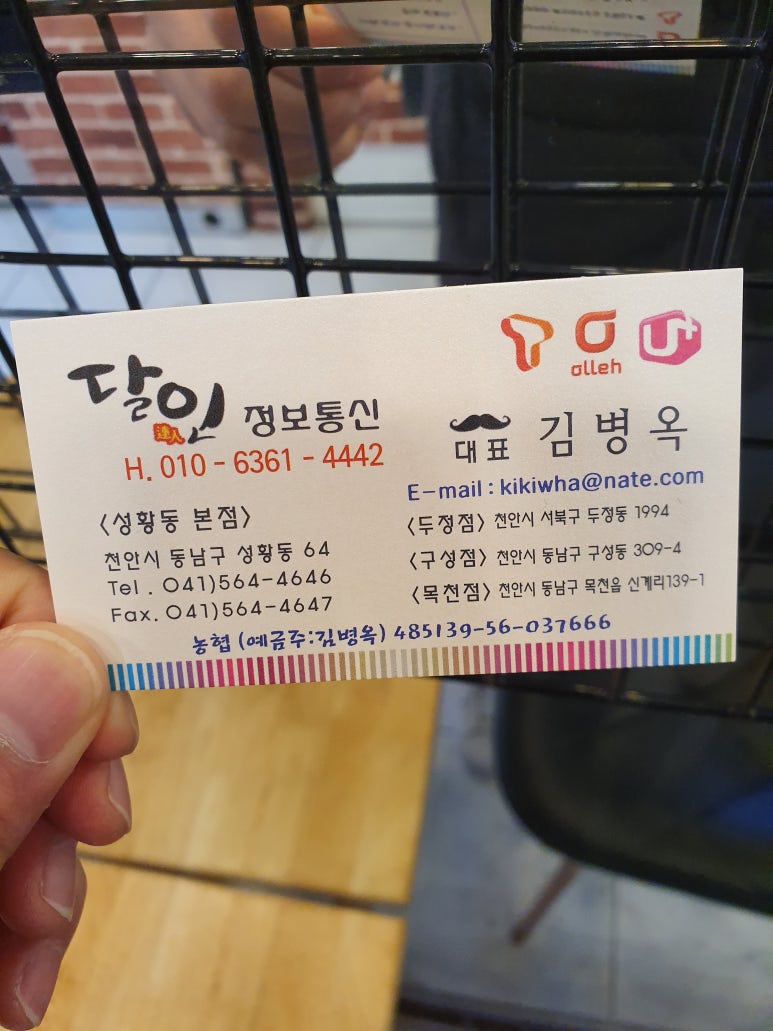 T olleh U+
달인 정보통신
達人
H. 010 - 6361 - 4442
대표 김병옥
E-mail : kikiwha@nate.com
〈성황동 본점〉
천안시 동남구 성황동 64
Tel . 041)564-4646
Fax. 041)564-4647
〈두정점〉 천안시 서북구 두정동 1994
〈구성점〉 천안시 동남구 구성동 309-4
〈목천점〉 천안시 동남구 목천읍 신계리139-1
농협 (예금주:김병옥) 485139-56-037666